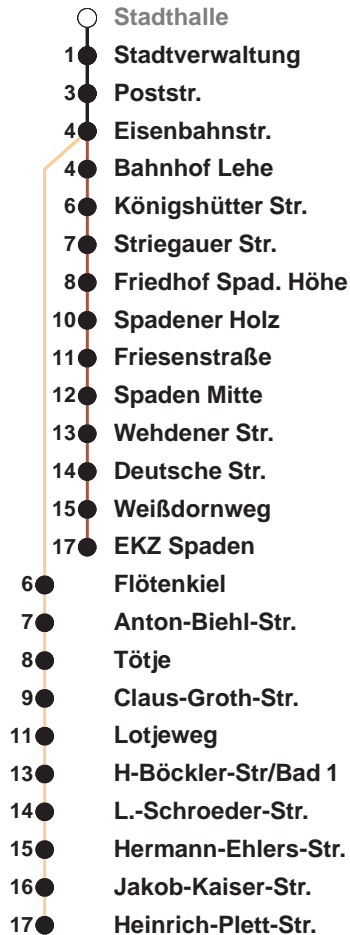 Stadthalle
1 Stadtverwaltung
3 Poststr.
4 Eisenbahnstr.
4 Bahnhof Lehe
6 Königshütter Str.
7 Striegauer Str.
8 Friedhof Spad. Höhe
10 Spadener Holz
11 Friesenstraße
12 Spaden Mitte
13 Wehdener Str.
14 Deutsche Str.
15 Weißdornweg
17 EKZ Spaden
6 Flötenkiel
7 Anton-Biehl-Str.
8 Tötje
9 Claus-Groth-Str.
11 Lotjeweg
13 H-Böckler-Str/Bad 1
14 L.-Schroeder-Str.
15 Hermann-Ehlers-Str.
16 Jakob-Kaiser-Str.
17 Heinrich-Plett-Str.